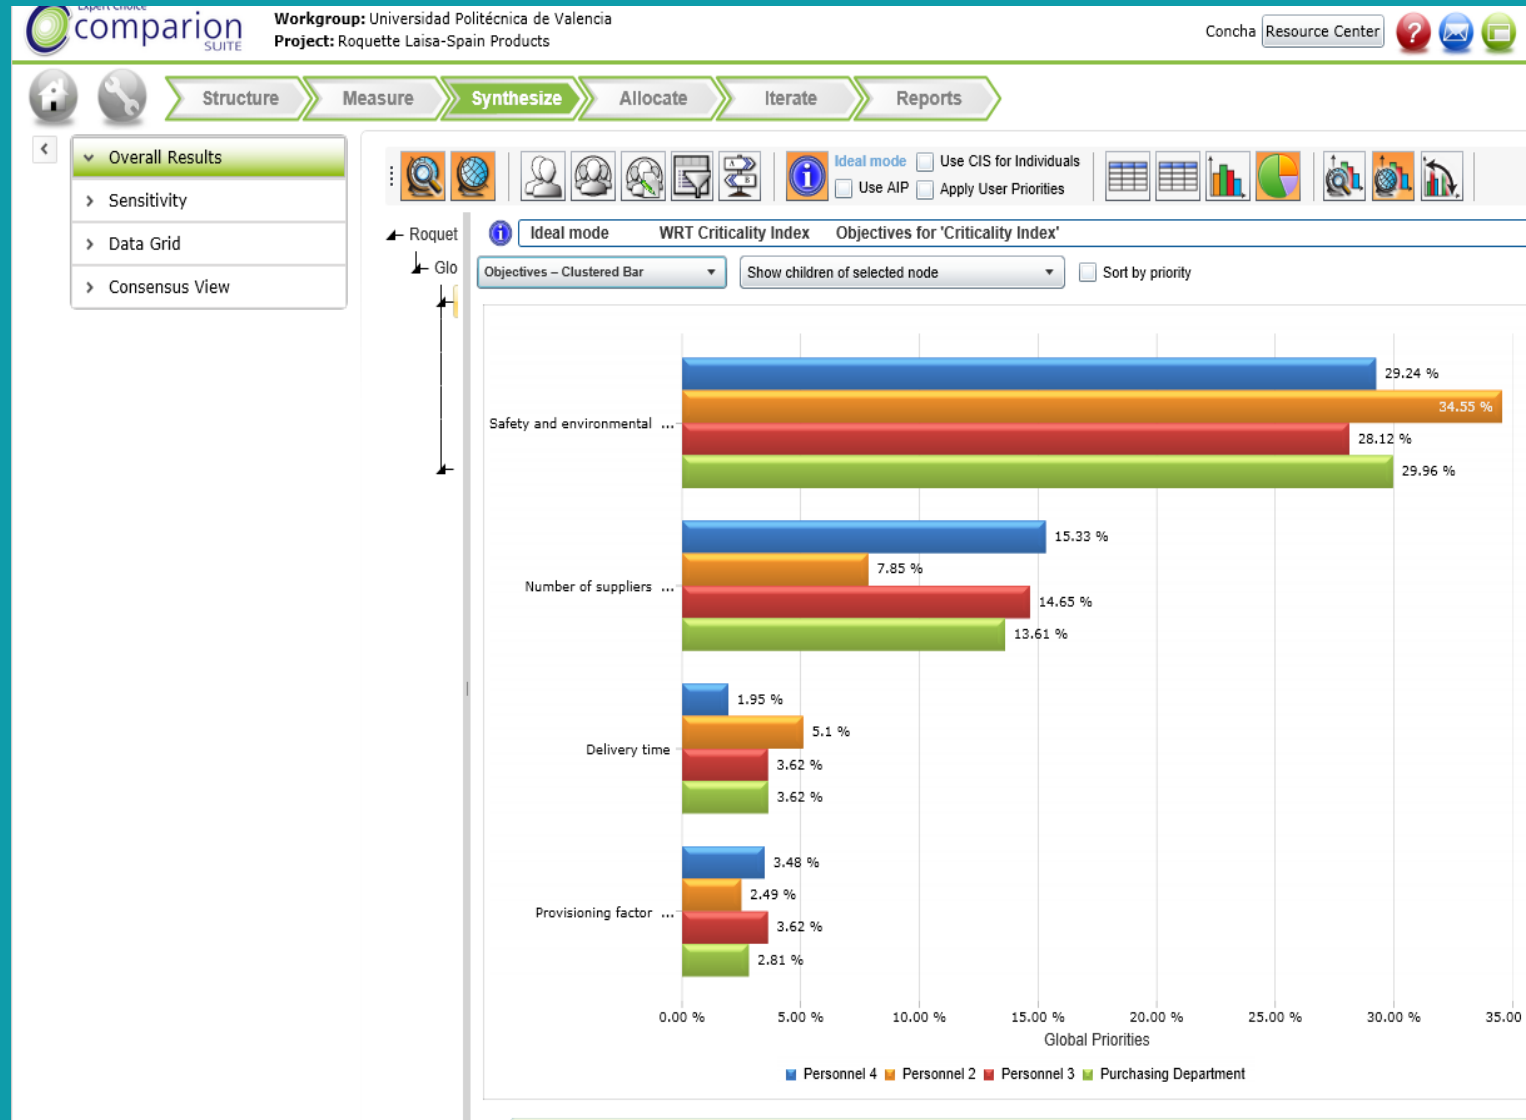 Expert Choice
comparion
SUITE
Workgroup: Universidad Politécnica de Valencia
Project: Roquette Laisa-Spain Products
Concha Resource Center
?
Structure Measure Synthesize Allocate Iterate Reports
Overall Results
Sensitivity
Data Grid
Consensus View
Ideal mode Use CIS for Individuals
Use AIP Apply User Priorities
Roquet
Glo
Ideal mode WRT Criticality Index Objectives for 'Criticality Index'
Objectives – Clustered Bar Show children of selected node Sort by priority
29.24 %
34.55 %
Safety and environmental ...
28.12 %
29.96 %
15.33 %
7.85 %
Number of suppliers ...
14.65 %
13.61 %
1.95 %
5.1 %
Delivery time
3.62 %
3.62 %
3.48 %
2.49 %
Provisioning factor ...
3.62 %
2.81 %
0.00 % 5.00 % 10.00 % 15.00 % 20.00 % 25.00 % 30.00 % 35.00
Global Priorities
Personnel 4 Personnel 2 Personnel 3 Purchasing Department